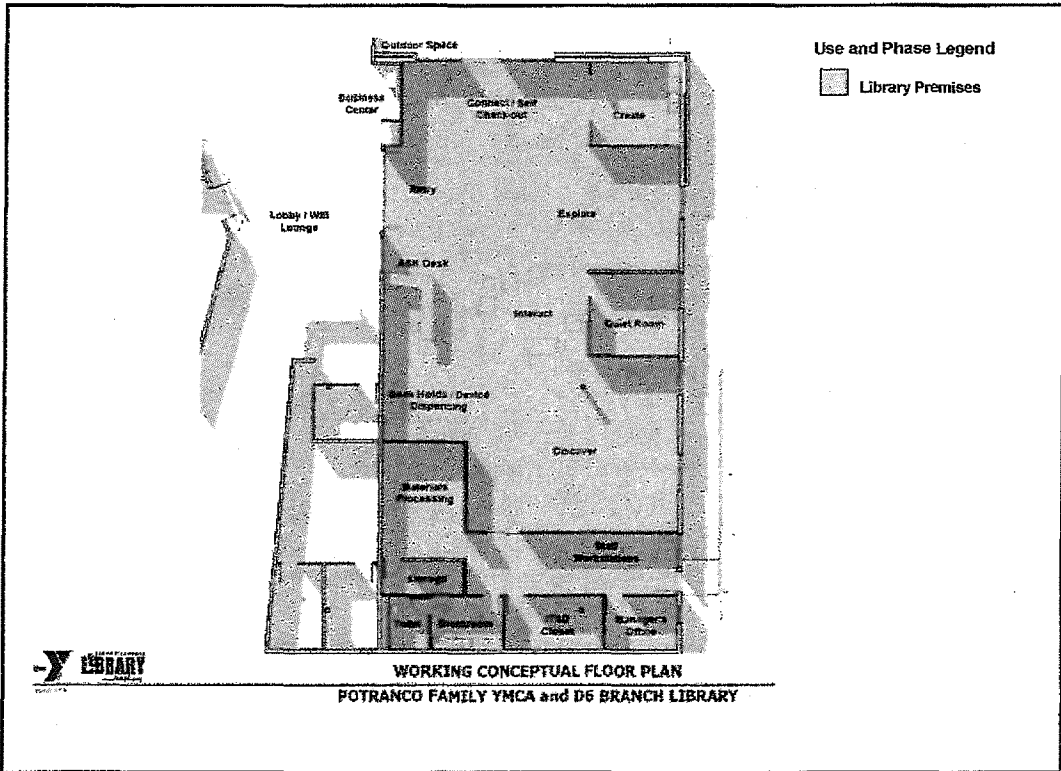 Outdoor Space
Use and Phase Legend
Library Premises
Business
Center
Connect / Self
Check-out
Create
Entry
Explore
Lobby / Wifi
Lounge
ASK Desk
Interact
Quiet Room
Book Holds / Device
Dispensing
Discover
Materials
Processing
Staff
Workstations
Storage
Toilet
Breakroom
Closet
Manager's
Office
LIBRARY
WORKING CONCEPTUAL FLOOR PLAN
POTRANCO FAMILY YMCA and D6 BRANCH LIBRARY